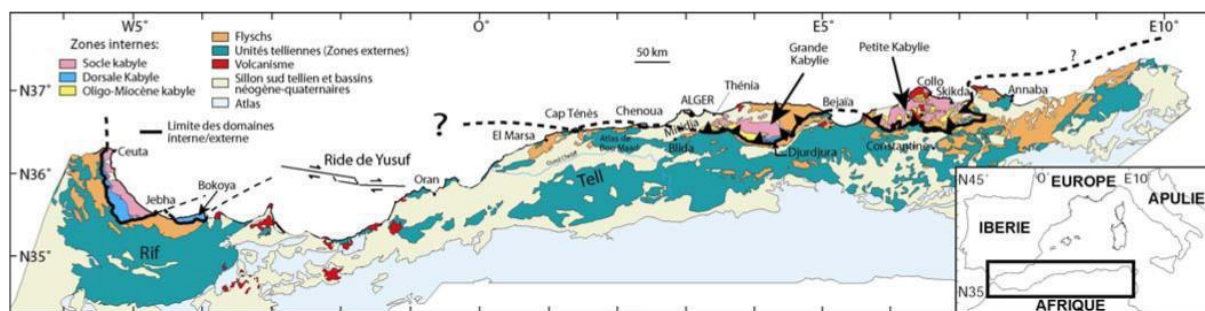 W5°
0°
E5°
E10°
N37°
N36°
N35°
Zones internes:
Socle kabyle
Dorsale Kabyle
Oligo-Miocène kabyle
Limite des domaines
interne/externe
Flyschs
Unités telliennes (Zones externes)
Volcanisme
Sillon sud tellien et bassins
néogène-quaternaires
Atlas
50 km
Grande
Kabylie
Petite Kabylie
?
Thénia
Collo
Skikda
Annaba
Cap Ténès
Chenoua
ALGER
Bejaïa
?
El Marsa
Mitidja
Blida
Djurdjura
Constantine
Ceuta
Jebha
Bokoya
Ride de Yusuf
Oran
Tell
Rif
N45°
0°
EUROPE
E10°
APULIE
IBERIE
N35
AFRIQUE